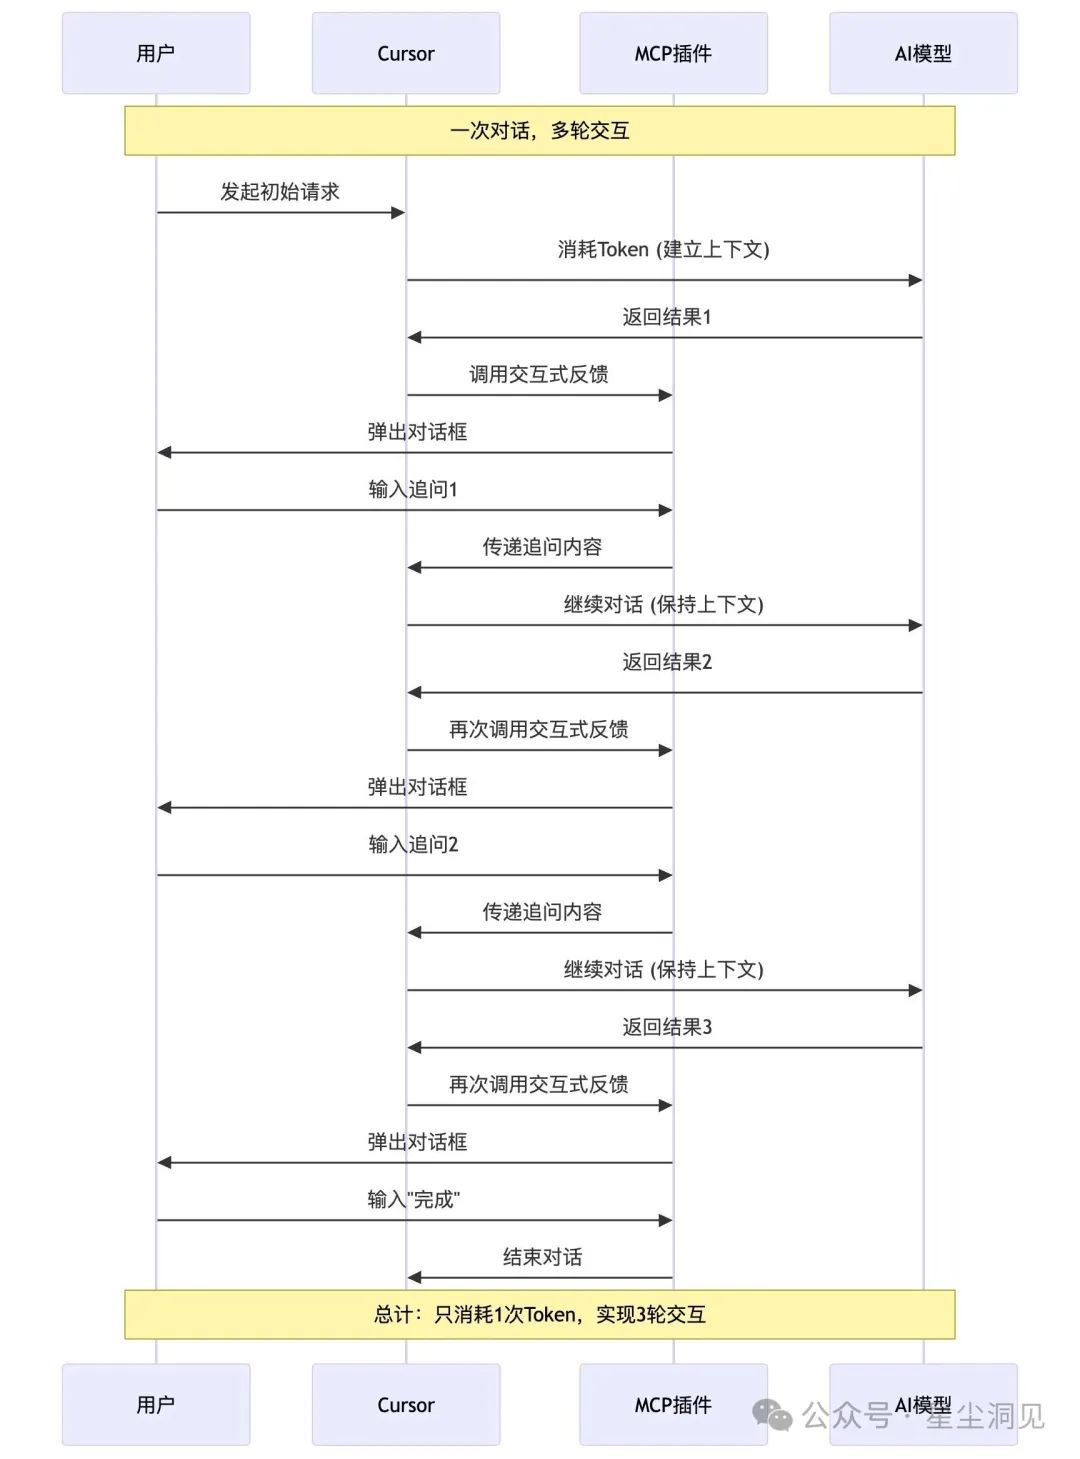 用户
Cursor
MCP插件
AI模型
一次对话，多轮交互
发起初始请求
消耗Token (建立上下文)
返回结果1
调用交互式反馈
弹出对话框
输入追问1
传递追问内容
继续对话 (保持上下文)
返回结果2
再次调用交互式反馈
弹出对话框
输入追问2
传递追问内容
继续对话 (保持上下文)
返回结果3
再次调用交互式反馈
弹出对话框
输入"完成"
结束对话
总计：只消耗1次Token，实现3轮交互
用户
Cursor
MCP插件
AI模型
公众号 · 星尘洞见